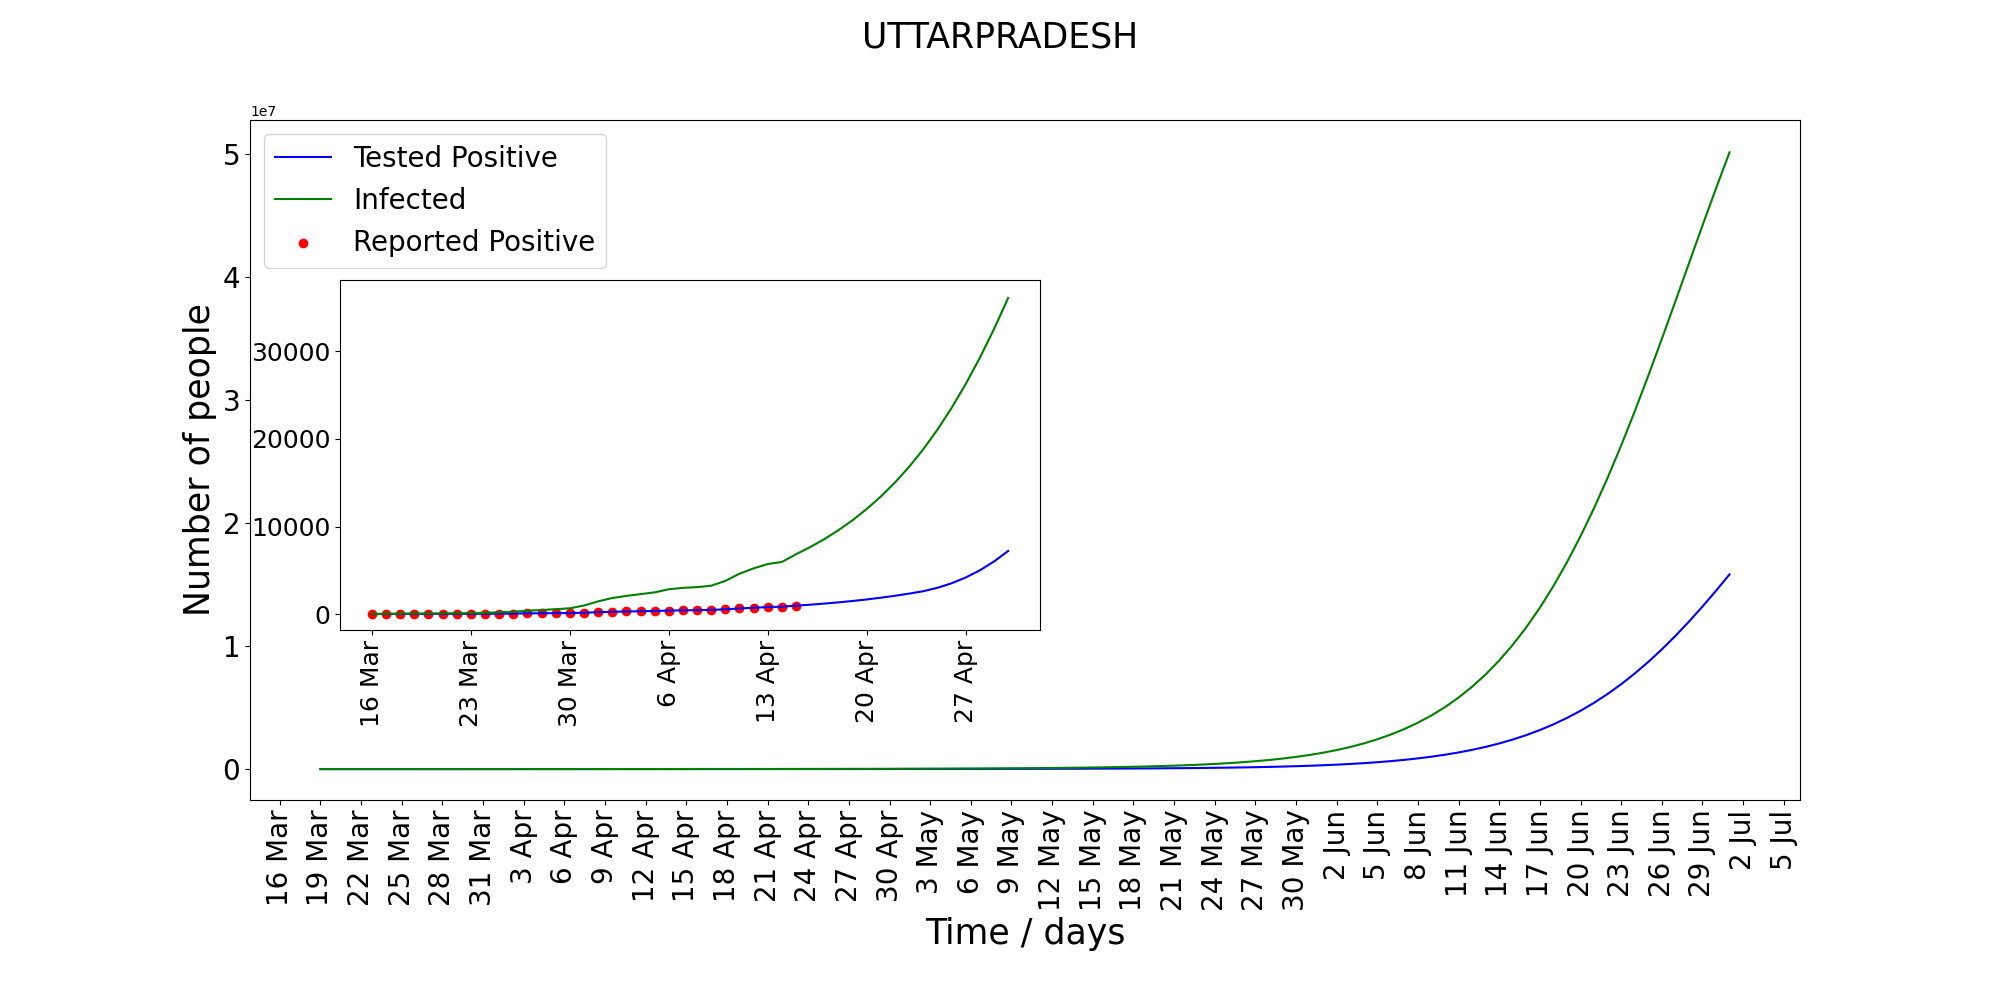 UTTARPRADESH
1e7
Tested Positive
Infected
Reported Positive
5
4
3
2
1
0
Number of people
30000
20000
10000
0
16 Mar
23 Mar
30 Mar
6 Apr
13 Apr
20 Apr
27 Apr
16 Mar
19 Mar
22 Mar
25 Mar
28 Mar
31 Mar
3 Apr
6 Apr
9 Apr
12 Apr
15 Apr
18 Apr
21 Apr
24 Apr
27 Apr
30 Apr
3 May
6 May
9 May
12 May
15 May
18 May
21 May
24 May
27 May
30 May
2 Jun
5 Jun
8 Jun
11 Jun
14 Jun
17 Jun
20 Jun
23 Jun
26 Jun
29 Jun
2 Jul
5 Jul
Time / days